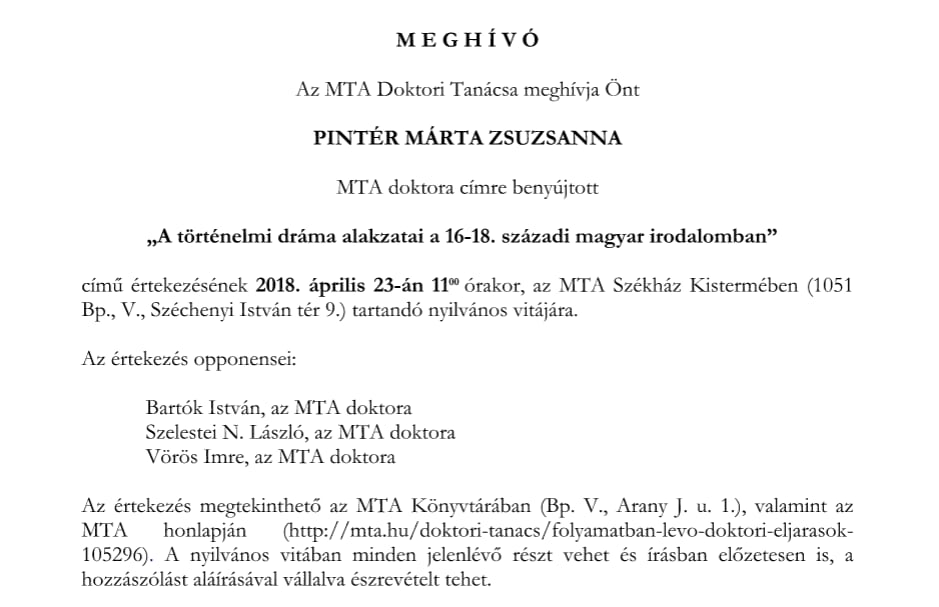 M E G H Í V Ó
Az MTA Doktori Tanácsa meghívja Önt
PINTÉR MÁRTA ZSUZSANNA
MTA doktora címre benyújtott
„A történelmi dráma alakzatai a 16-18. századi magyar irodalomban”
című értekezésének 2018. április 23-án 11⁰⁰ órakor, az MTA Székház Kistermében (1051
Bp., V., Széchenyi István tér 9.) tartandó nyilvános vitájára.
Az értekezés opponensei:
Bartók István, az MTA doktora
Szelestei N. László, az MTA doktora
Vörös Imre, az MTA doktora
Az értekezés megtekinthető az MTA Könyvtárában (Bp. V., Arany J. u. 1.), valamint az
MTA honlapján (http://mta.hu/doktori-tanacs/folyamatban-levo-doktori-eljarasok-
105296). A nyilvános vitában minden jelenlévő részt vehet és írásban előzetesen is, a
hozzászólást aláírásával vállalva észrevételt tehet.